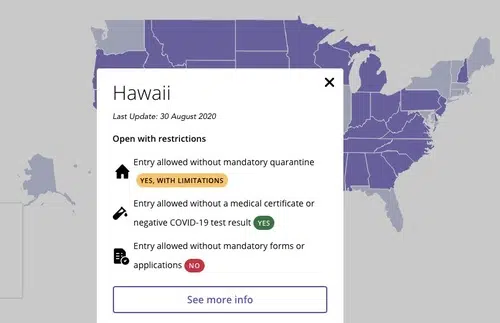 Hawaii
Last Update: 30 August 2020
Open with restrictions
Entry allowed without mandatory quarantine
YES, WITH LIMITATIONS
Entry allowed without a medical certificate or
negative COVID-19 test result YES
Entry allowed without mandatory forms or
applications NO
See more info